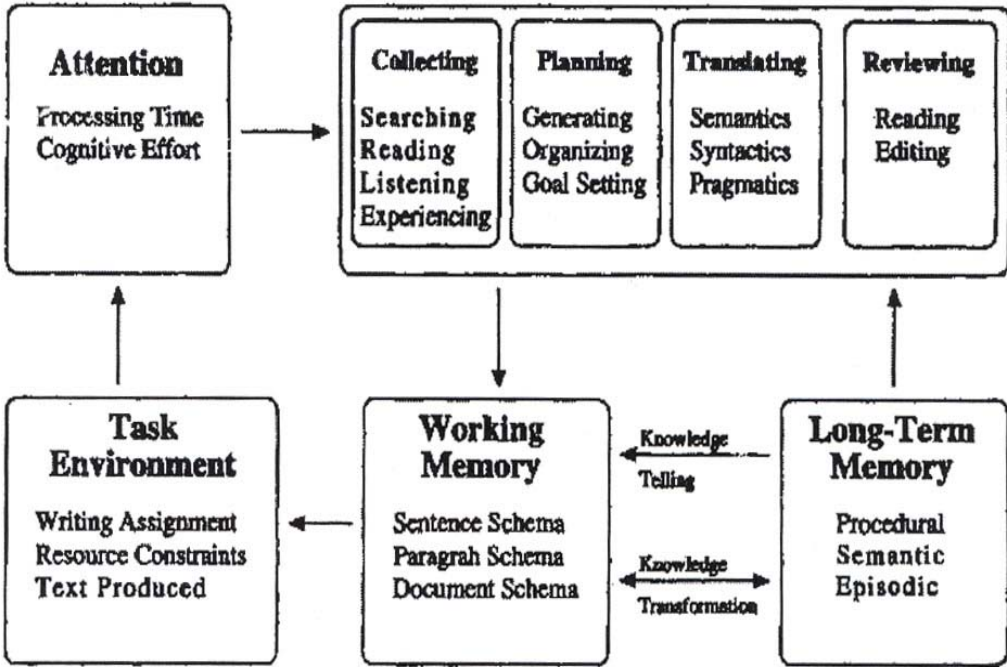 Attention
Processing Time
Cognitive Effort
Collecting
Searching
Reading
Listening
Experiencing
Planning
Generating
Organizing
Goal Setting
Translating
Semantics
Syntactics
Pragmatics
Reviewing
Reading
Editing
Task
Environment
Writing Assignment
Resource Constraints
Text Produced
Working
Memory
Sentence Schema
Paragrah Schema
Document Schema
Knowledge
Telling
Knowledge
Transformation
Long-Term
Memory
Procedural
Semantic
Episodic